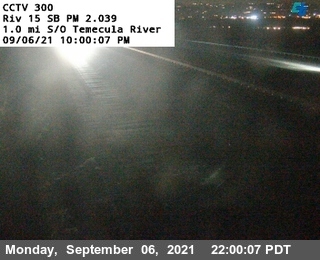 CCTV 300
Riv 15 SB PM 2.039
1.0 mi S/O Temecula River
09/06/21 10:00:07 PM
Monday, September 06, 2021 22:00:07 PDT